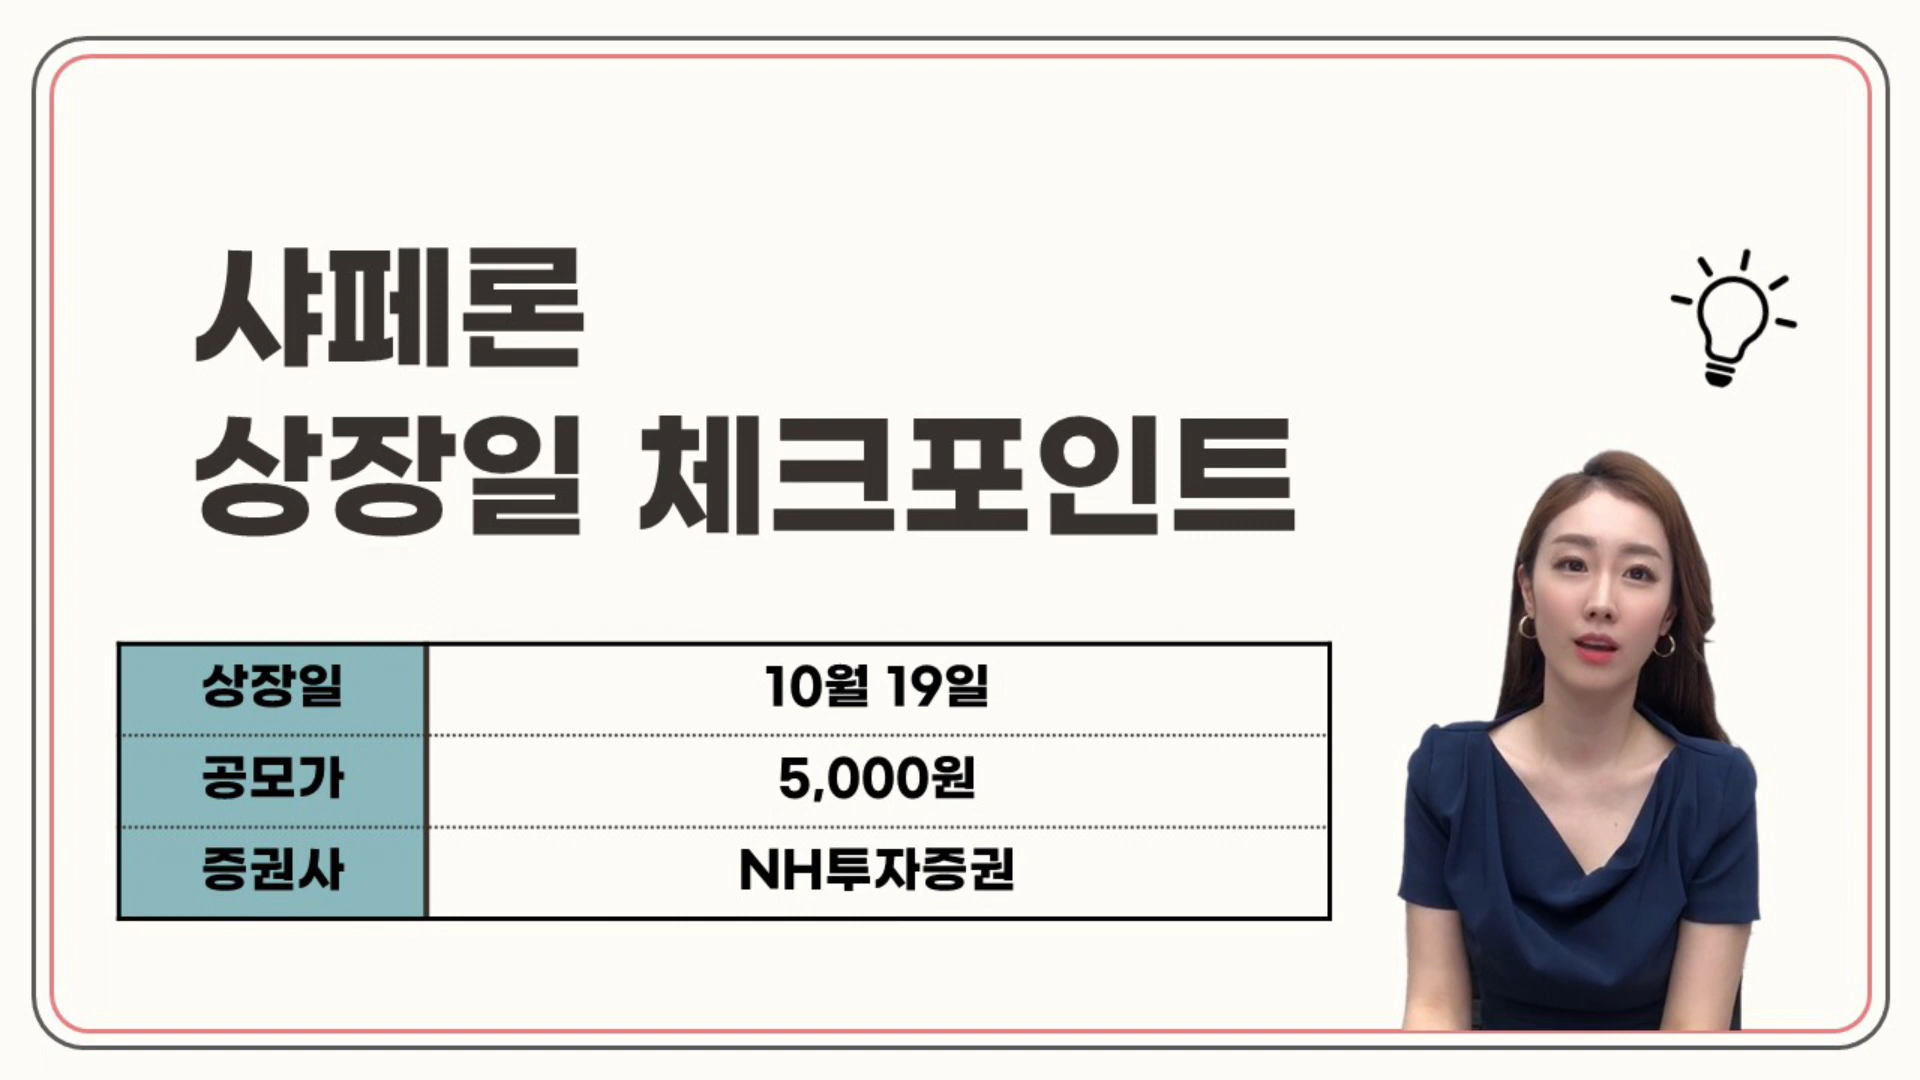 샤페론
상장일 체크포인트
상장일 10월 19일
공모가 5,000원
증권사 NH투자증권